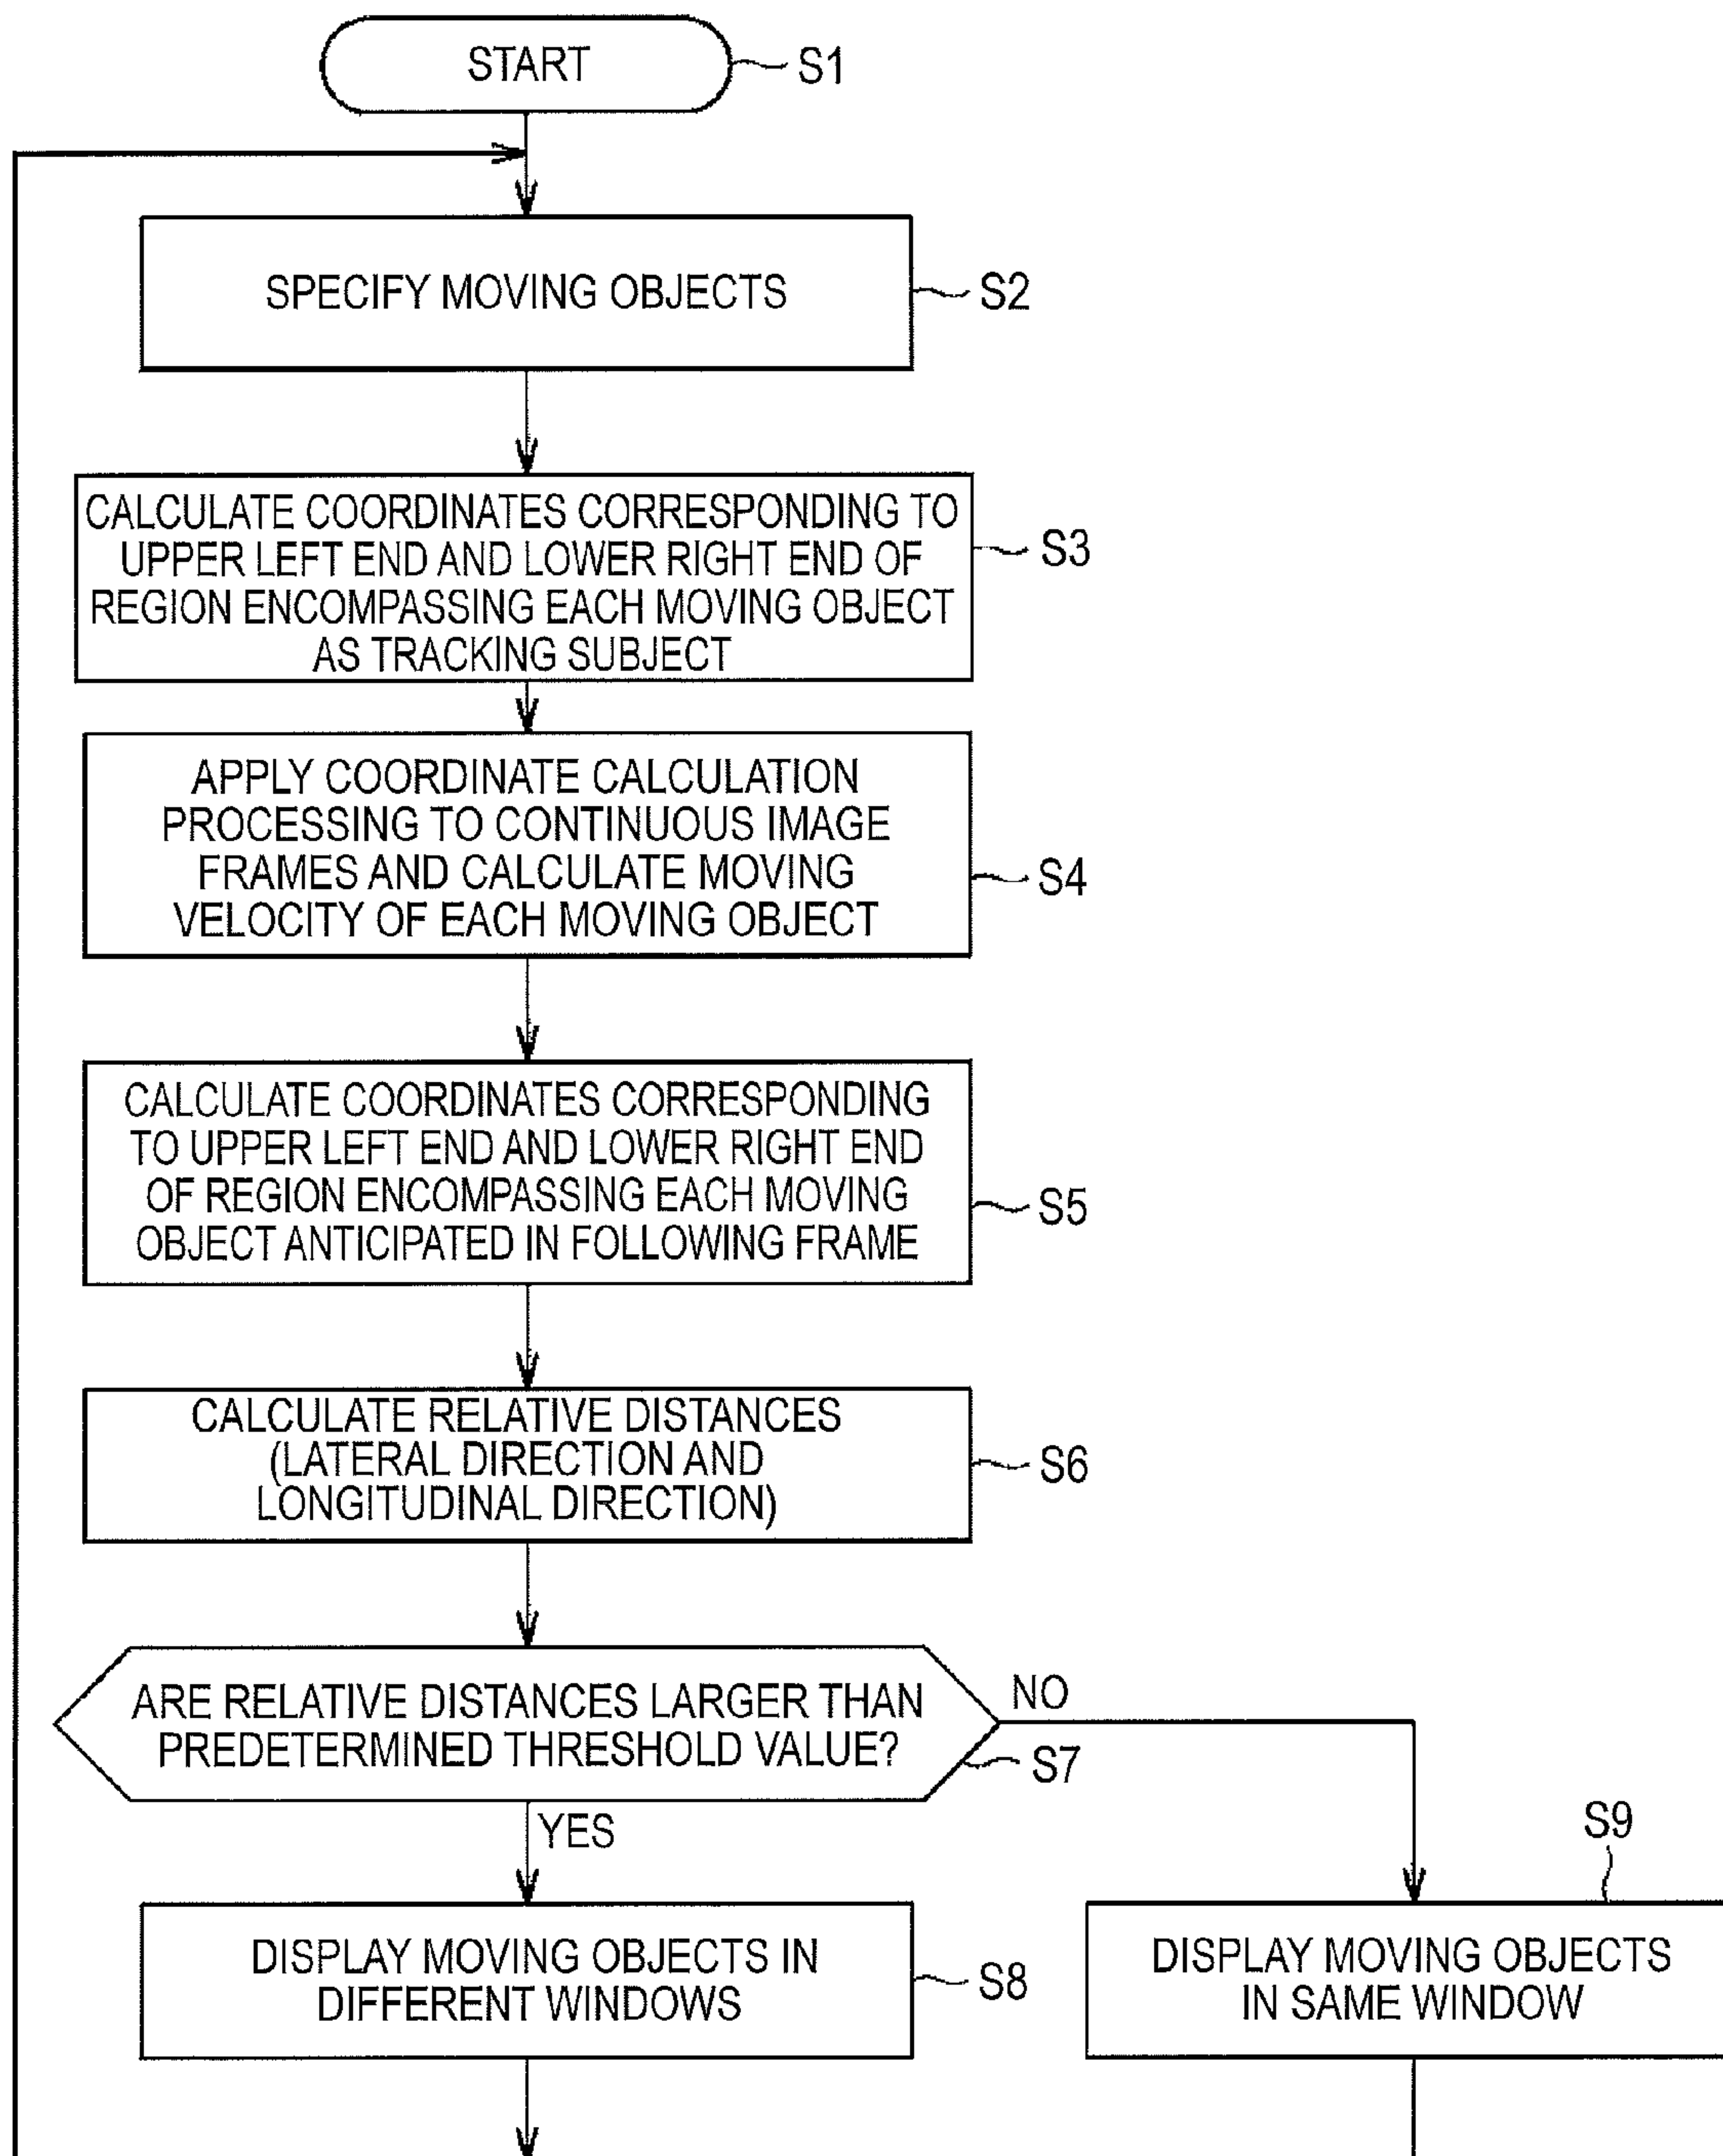 START
S1
SPECIFY MOVING OBJECTS
S2
CALCULATE COORDINATES CORRESPONDING TO
UPPER LEFT END AND LOWER RIGHT END OF
REGION ENCOMPASSING EACH MOVING OBJECT
AS TRACKING SUBJECT
S3
APPLY COORDINATE CALCULATION
PROCESSING TO CONTINUOUS IMAGE
FRAMES AND CALCULATE MOVING
VELOCITY OF EACH MOVING OBJECT
S4
CALCULATE COORDINATES CORRESPONDING
TO UPPER LEFT END AND LOWER RIGHT END
OF REGION ENCOMPASSING EACH MOVING
OBJECT ANTICIPATED IN FOLLOWING FRAME
S5
CALCULATE RELATIVE DISTANCES
(LATERAL DIRECTION AND
LONGITUDINAL DIRECTION)
S6
ARE RELATIVE DISTANCES LARGER THAN
PREDETERMINED THRESHOLD VALUE?
NO
S7
YES
DISPLAY MOVING OBJECTS IN
DIFFERENT WINDOWS
S8
S9
DISPLAY MOVING OBJECTS
IN SAME WINDOW